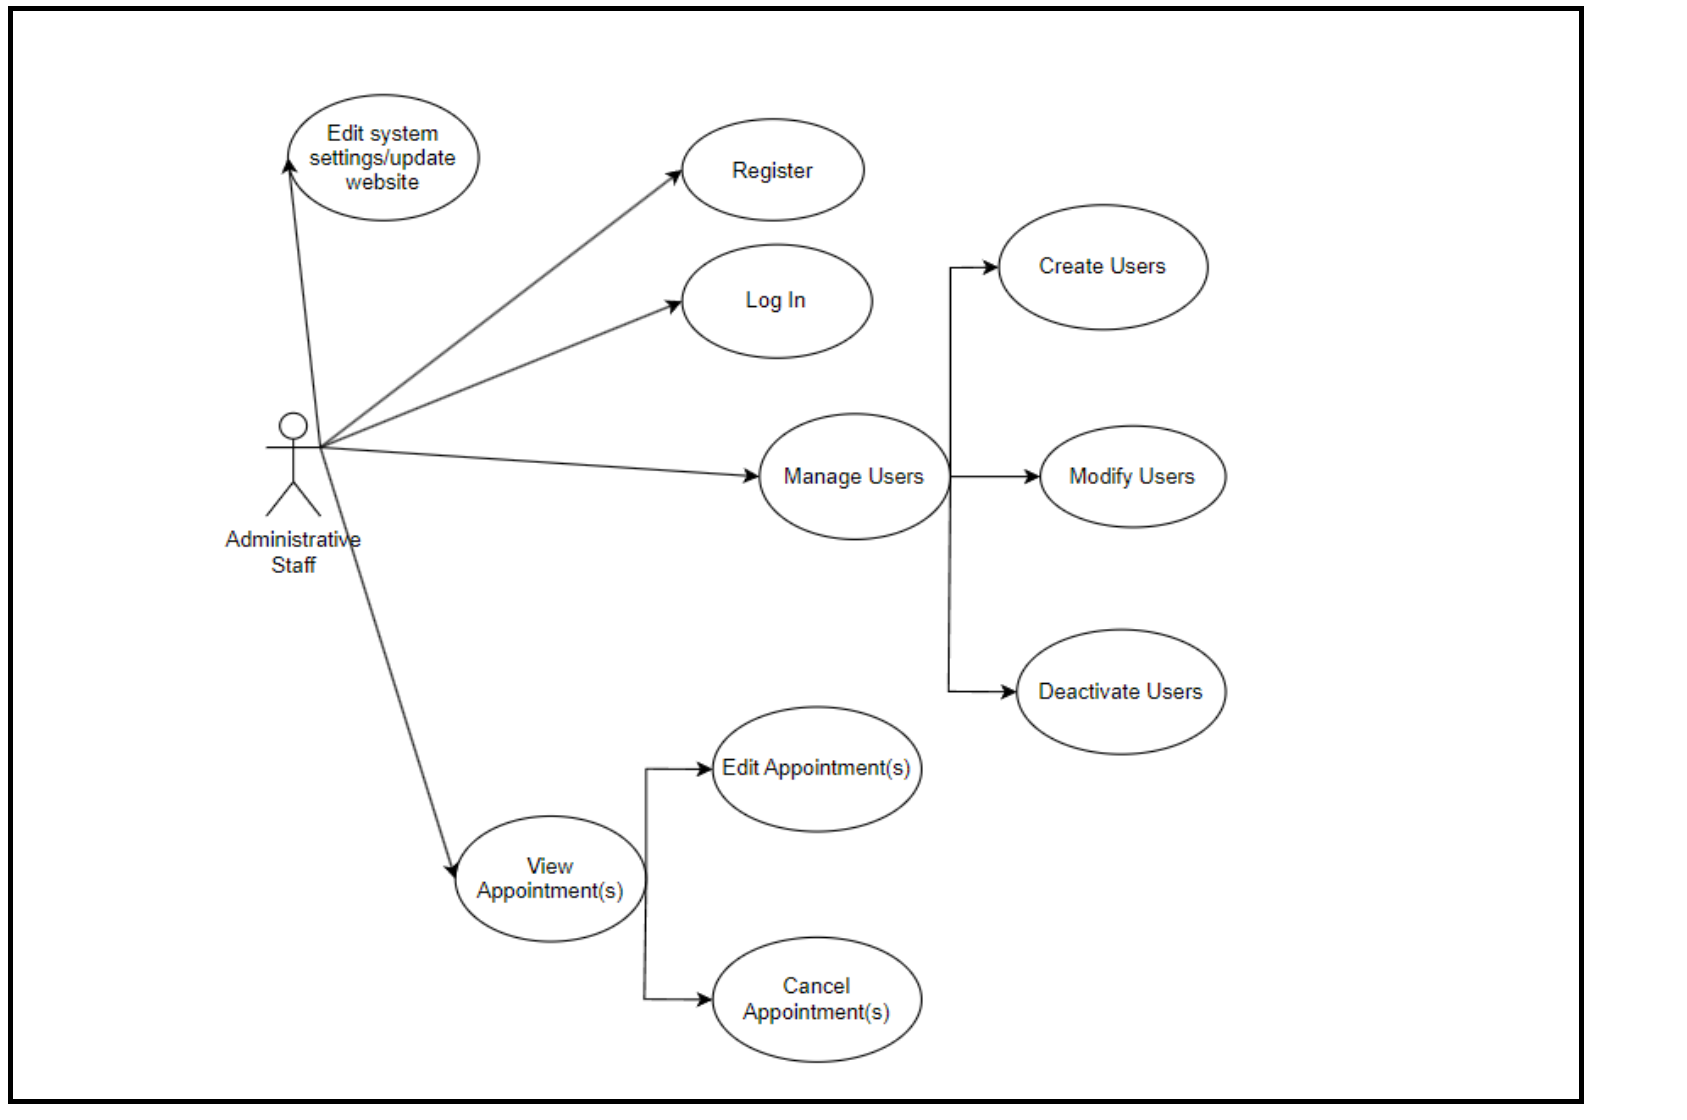 Edit system
settings/update
website
Register
Log In
Create Users
Manage Users
Modify Users
Administrative
Staff
Deactivate Users
Edit Appointment(s)
View
Appointment(s)
Cancel
Appointment(s)